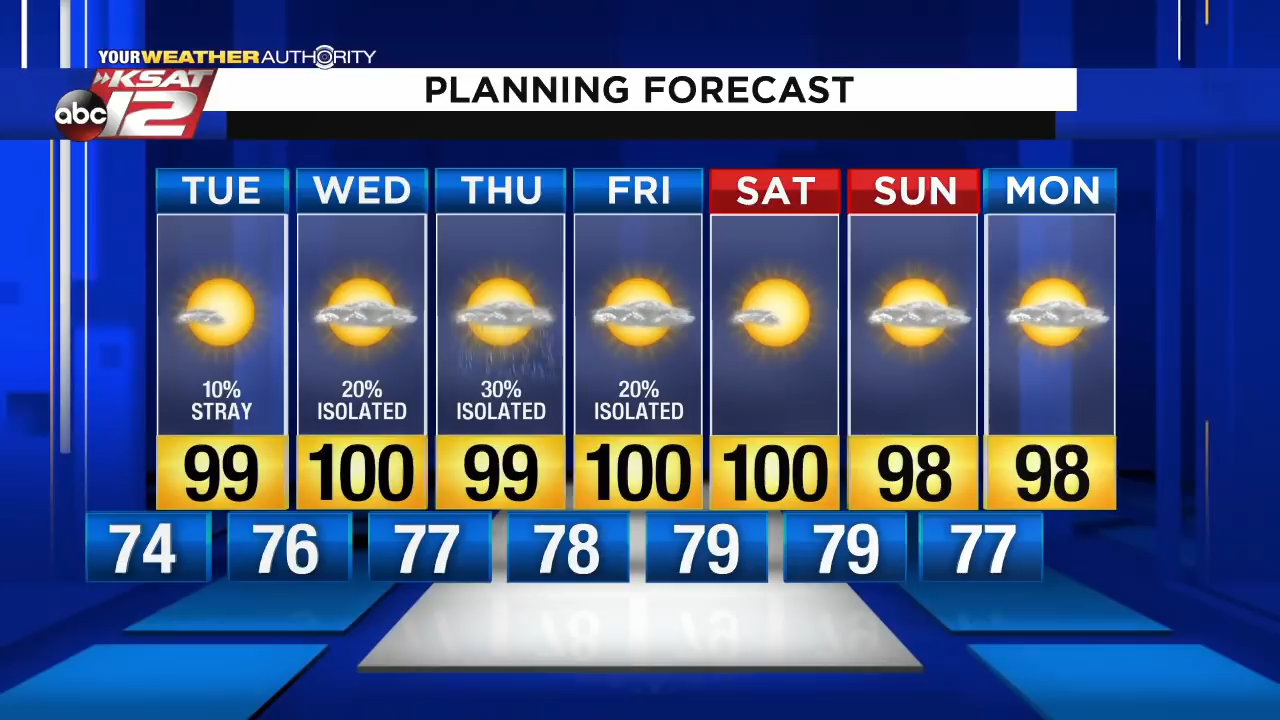 YOURWEATHERAUTHORITY
KSAT
abc 12
PLANNING FORECAST
TUE WED THU FRI SAT SUN MON
10% 20% 30% 20%
STRAY ISOLATED ISOLATED ISOLATED
99 100 99 100 100 98 98
74 76 77 78 79 79 77